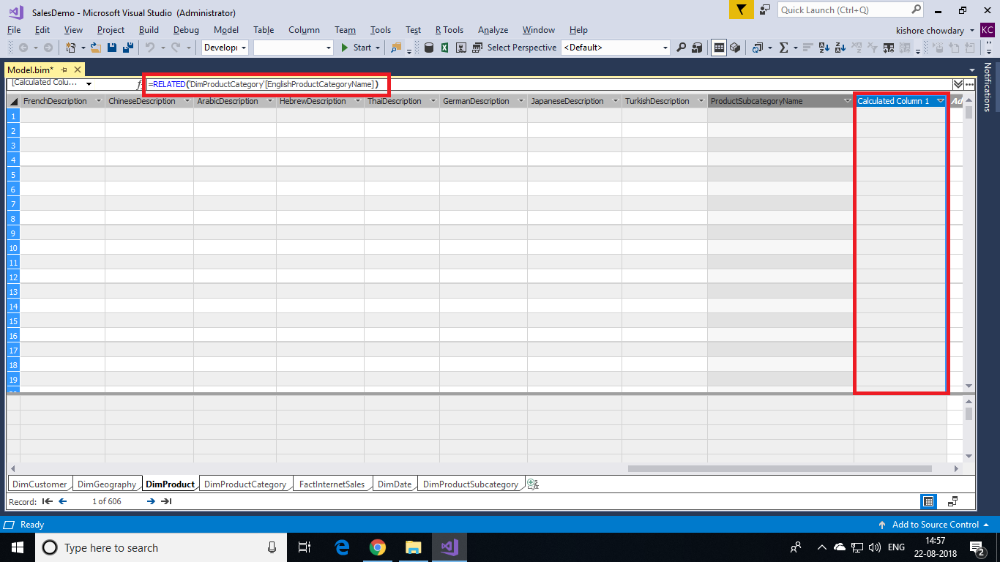 SalesDemo - Microsoft Visual Studio (Administrator)
Quick Launch (Ctrl+Q)
File Edit View Project Build Debug Model Table Column Team Tools Test R Tools Analyze Window Help
kishore chowdary KC
Start Select Perspective <Default>
Model.bim*
[Calculated Colu... =RELATED('DimProductCategory'[EnglishProductCategoryName])
FrenchDescription ChineseDescription ArabicDescription HebrewDescription ThaiDescription GermanDescription JapaneseDescription TurkishDescription ProductSubcategoryName Calculated Column 1 Ad
Notifications
1
2
3
4
5
6
7
8
9
10
11
12
13
14
15
16
17
18
19
DimCustomer DimGeography DimProduct DimProductCategory FactInternetSales DimDate DimProductSubcategory
Record: 1 of 606
Ready Add to Source Control
Type here to search
ENG
14:57
22-08-2018
2